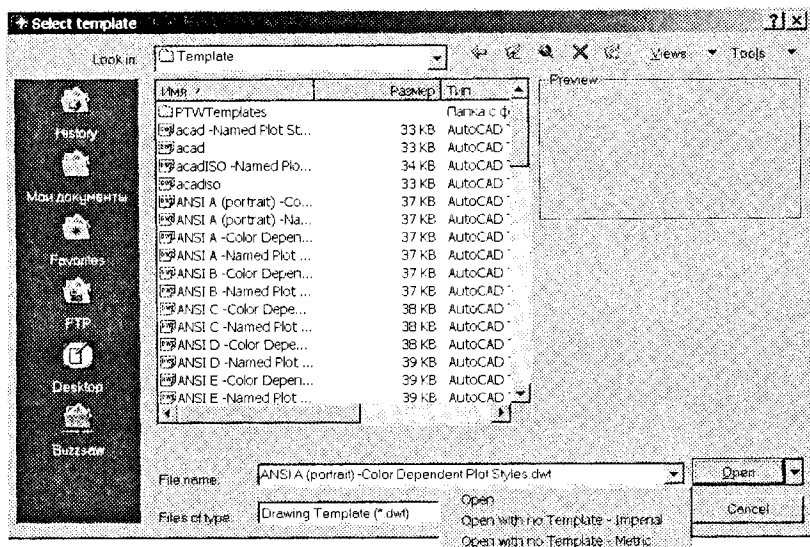 Select template
Look in: Template Views Tools
History
Мои документы
Favorites
FTP
Desktop
Buzzsaw
Имя Размер Тип
PTWTemplates Папка с ф
acad -Named Plot St... 33 KB AutoCAD
acad 33 KB AutoCAD
acadISO -Named Plo... 34 KB AutoCAD
acadiso 33 KB AutoCAD
ANSI A (portrait) -Co... 37 KB AutoCAD
ANSI A (portrait) -Na... 37 KB AutoCAD
ANSI A -Color Depen... 37 KB AutoCAD
ANSI A -Named Plot ... 37 KB AutoCAD
ANSI B -Color Depen... 37 KB AutoCAD
ANSI B -Named Plot ... 37 KB AutoCAD
ANSI C -Color Depe... 38 KB AutoCAD
ANSI C -Named Plot ... 38 KB AutoCAD
ANSI D -Color Depe... 38 KB AutoCAD
ANSI D -Named Plot ... 39 KB AutoCAD
ANSI E -Color Depen... 39 KB AutoCAD
ANSI E -Named Plot ... 39 KB AutoCAD
Preview
File name: ANSI A (portrait) -Color Dependent Plot Styles.dwt Open
Files of type: Drawing Template (*.dwt) Cancel
Open
Open with no Template - Imperial
Open with no Template - Metric